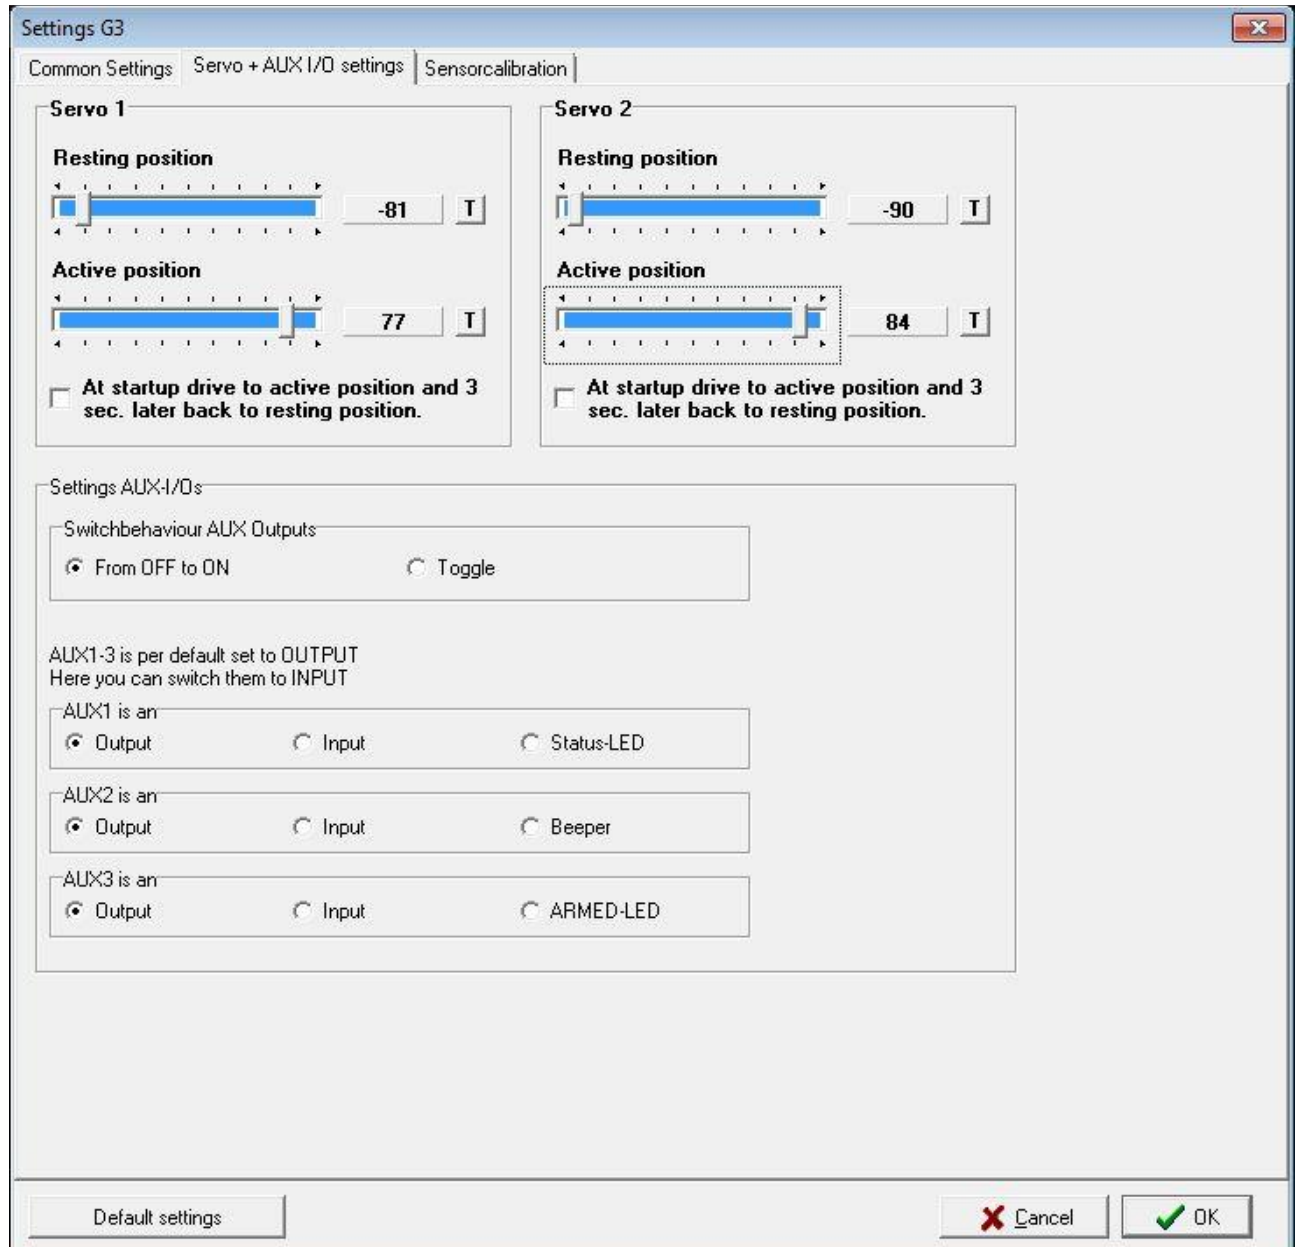 Settings G3
Common Settings
Servo + AUX I/O settings
Sensorcalibration
Servo 1
Resting position
-81
T
Active position
77
T
At startup drive to active position and 3
sec. later back to resting position.
Servo 2
Resting position
-90
T
Active position
84
T
At startup drive to active position and 3
sec. later back to resting position.
Settings AUX-I/Os
Switchbehaviour AUX Outputs
From OFF to ON
Toggle
AUX1-3 is per default set to OUTPUT
Here you can switch them to INPUT
AUX1 is an
Output
Input
Status-LED
AUX2 is an
Output
Input
Beeper
AUX3 is an
Output
Input
ARMED-LED
Default settings
Cancel
OK